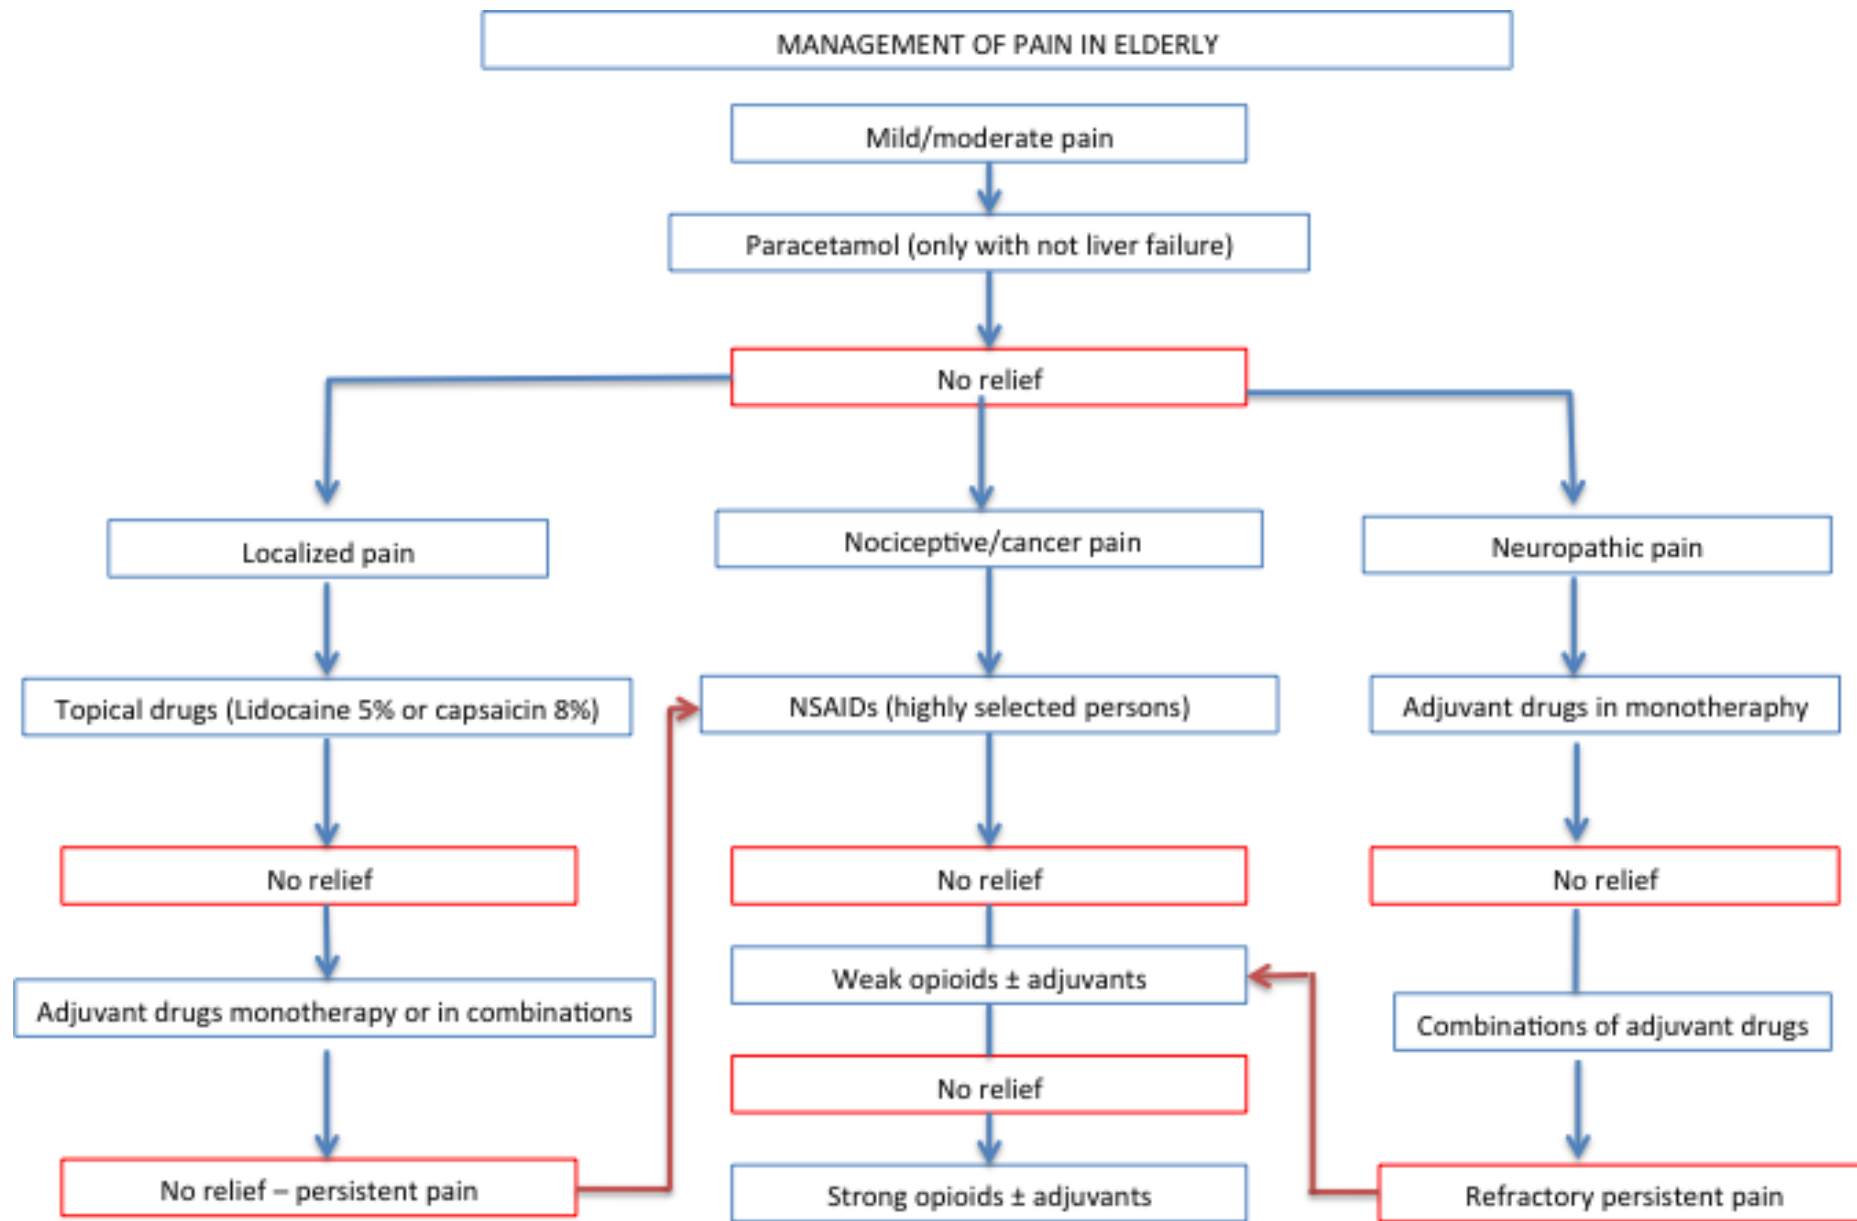 MANAGEMENT OF PAIN IN ELDERLY
Mild/moderate pain
Paracetamol (only with not liver failure)
No relief
Localized pain
Nociceptive/cancer pain
Neuropathic pain
Topical drugs (Lidocaine 5% or capsaicin 8%)
NSAIDs (highly selected persons)
Adjuvant drugs in monotheraphy
No relief
No relief
No relief
Weak opioids ± adjuvants
Adjuvant drugs monotherapy or in combinations
Combinations of adjuvant drugs
No relief
No relief – persistent pain
Strong opioids ± adjuvants
Refractory persistent pain